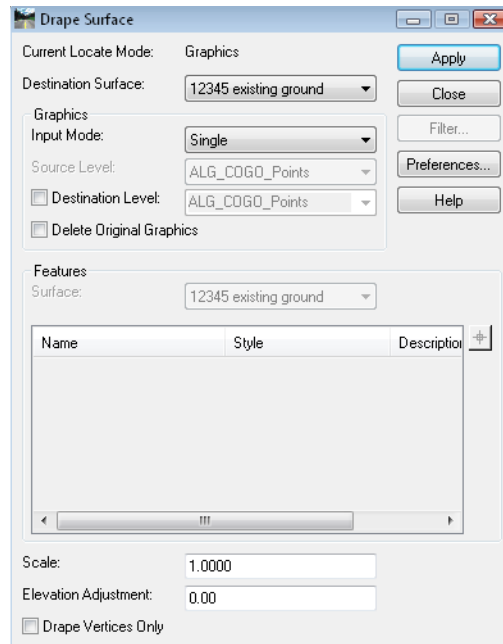 Drape Surface
Current Locate Mode: Graphics
Apply
Destination Surface: 12345 existing ground
Close
Graphics
Input Mode: Single
Filter...
Source Level: ALG_COGO_Points
Preferences...
Destination Level: ALG_COGO_Points
Help
Delete Original Graphics
Features
Surface: 12345 existing ground
Name Style Description
Scale: 1.0000
Elevation Adjustment: 0.00
Drape Vertices Only